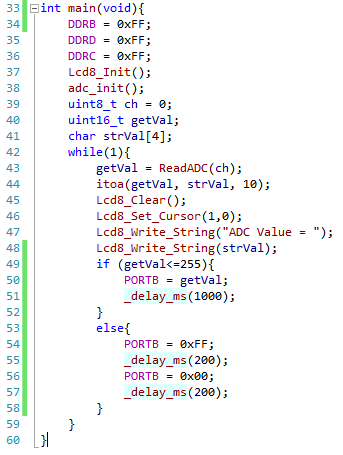 33 int main(void){
34     DDRB = 0xFF;
35     DDRD = 0xFF;
36     DDRC = 0xFF;
37     Lcd8_Init();
38     adc_init();
39     uint8_t ch = 0;
40     uint16_t getVal;
41     char strVal[4];
42     while(1){
43         getVal = ReadADC(ch);
44         itoa(getVal, strVal, 10);
45         Lcd8_Clear();
46         Lcd8_Set_Cursor(1,0);
47         Lcd8_Write_String("ADC Value = ");
48         Lcd8_Write_String(strVal);
49         if (getVal<=255){
50             PORTB = getVal;
51             _delay_ms(1000);
52         }
53         else{
54             PORTB = 0xFF;
55             _delay_ms(200);
56             PORTB = 0x00;
57             _delay_ms(200);
58         }
59     }
60 }